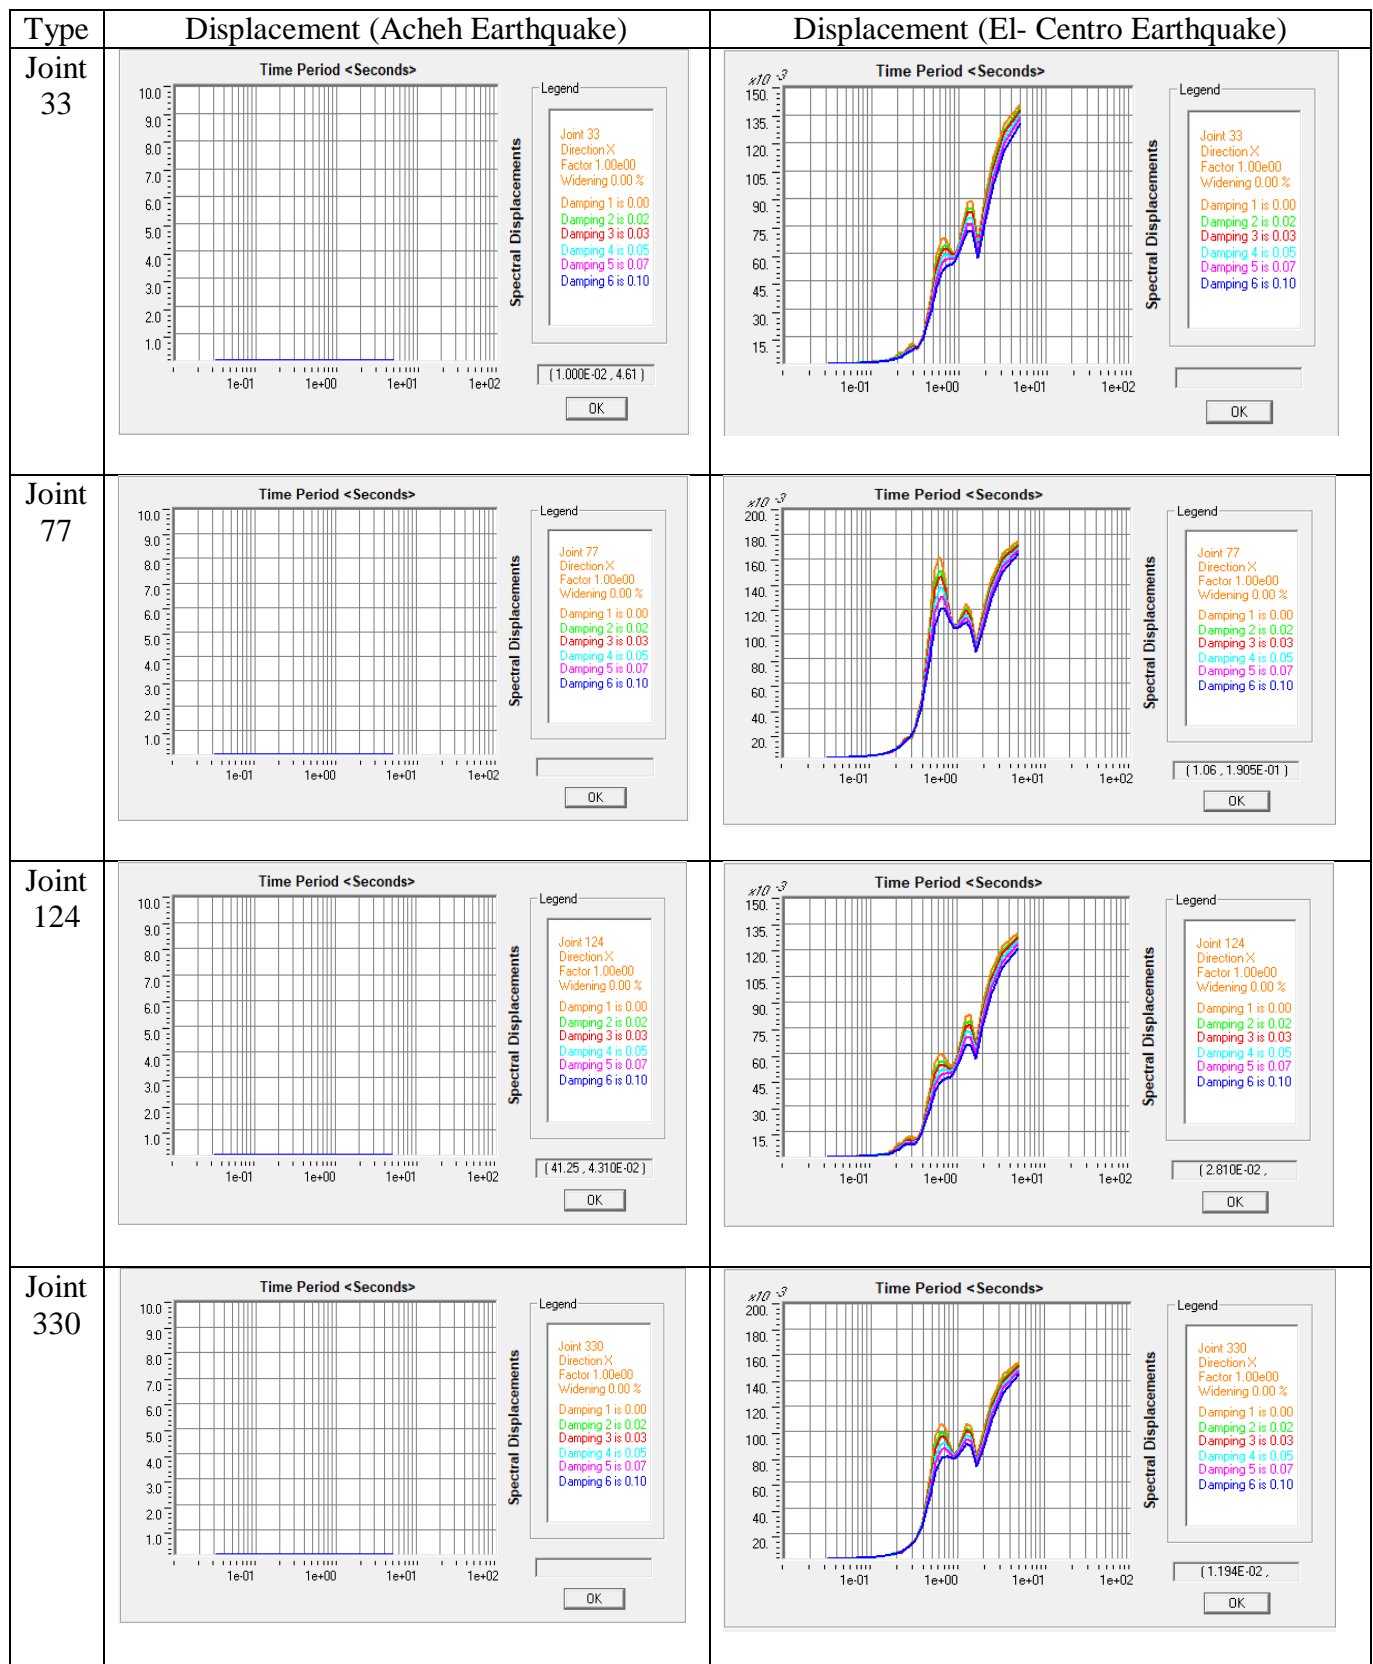 Type Displacement (Acheh Earthquake) Displacement (El- Centro Earthquake)
Joint
33
Time Period <Seconds>
10.0
9.0
8.0
7.0
6.0
5.0
4.0
3.0
2.0
1.0
1e-01 1e+00 1e+01 1e+02
Spectral Displacements
Legend
Joint 33
Direction X
Factor 1.00e00
Widening 0.00 %
Damping 1 is 0.00
Damping 2 is 0.02
Damping 3 is 0.03
Damping 4 is 0.05
Damping 5 is 0.07
Damping 6 is 0.10
(1.000E-02 , 4.61 )
OK
Time Period <Seconds>
x10 -3
150.
135.
120.
105.
90.
75.
60.
45.
30.
15.
1e-01 1e+00 1e+01 1e+02
Spectral Displacements
Legend
Joint 33
Direction X
Factor 1.00e00
Widening 0.00 %
Damping 1 is 0.00
Damping 2 is 0.02
Damping 3 is 0.03
Damping 4 is 0.05
Damping 5 is 0.07
Damping 6 is 0.10
OK
Joint
77
Time Period <Seconds>
10.0
9.0
8.0
7.0
6.0
5.0
4.0
3.0
2.0
1.0
1e-01 1e+00 1e+01 1e+02
Spectral Displacements
Legend
Joint 77
Direction X
Factor 1.00e00
Widening 0.00 %
Damping 1 is 0.00
Damping 2 is 0.02
Damping 3 is 0.03
Damping 4 is 0.05
Damping 5 is 0.07
Damping 6 is 0.10
OK
Time Period <Seconds>
x10 -3
200.
180.
160.
140.
120.
100.
80.
60.
40.
20.
1e-01 1e+00 1e+01 1e+02
Spectral Displacements
Legend
Joint 77
Direction X
Factor 1.00e00
Widening 0.00 %
Damping 1 is 0.00
Damping 2 is 0.02
Damping 3 is 0.03
Damping 4 is 0.05
Damping 5 is 0.07
Damping 6 is 0.10
(1.06 , 1.905E-01 )
OK
Joint
124
Time Period <Seconds>
10.0
9.0
8.0
7.0
6.0
5.0
4.0
3.0
2.0
1.0
1e-01 1e+00 1e+01 1e+02
Spectral Displacements
Legend
Joint 124
Direction X
Factor 1.00e00
Widening 0.00 %
Damping 1 is 0.00
Damping 2 is 0.02
Damping 3 is 0.03
Damping 4 is 0.05
Damping 5 is 0.07
Damping 6 is 0.10
(41.25 , 4.310E-02 )
OK
Time Period <Seconds>
x10 -3
150.
135.
120.
105.
90.
75.
60.
45.
30.
15.
1e-01 1e+00 1e+01 1e+02
Spectral Displacements
Legend
Joint 124
Direction X
Factor 1.00e00
Widening 0.00 %
Damping 1 is 0.00
Damping 2 is 0.02
Damping 3 is 0.03
Damping 4 is 0.05
Damping 5 is 0.07
Damping 6 is 0.10
(2.810E-02 ,
OK
Joint
330
Time Period <Seconds>
10.0
9.0
8.0
7.0
6.0
5.0
4.0
3.0
2.0
1.0
1e-01 1e+00 1e+01 1e+02
Spectral Displacements
Legend
Joint 330
Direction X
Factor 1.00e00
Widening 0.00 %
Damping 1 is 0.00
Damping 2 is 0.02
Damping 3 is 0.03
Damping 4 is 0.05
Damping 5 is 0.07
Damping 6 is 0.10
OK
Time Period <Seconds>
x10 -3
200.
180.
160.
140.
120.
100.
80.
60.
40.
20.
1e-01 1e+00 1e+01 1e+02
Spectral Displacements
Legend
Joint 330
Direction X
Factor 1.00e00
Widening 0.00 %
Damping 1 is 0.00
Damping 2 is 0.02
Damping 3 is 0.03
Damping 4 is 0.05
Damping 5 is 0.07
Damping 6 is 0.10
(1.194E-02 ,
OK